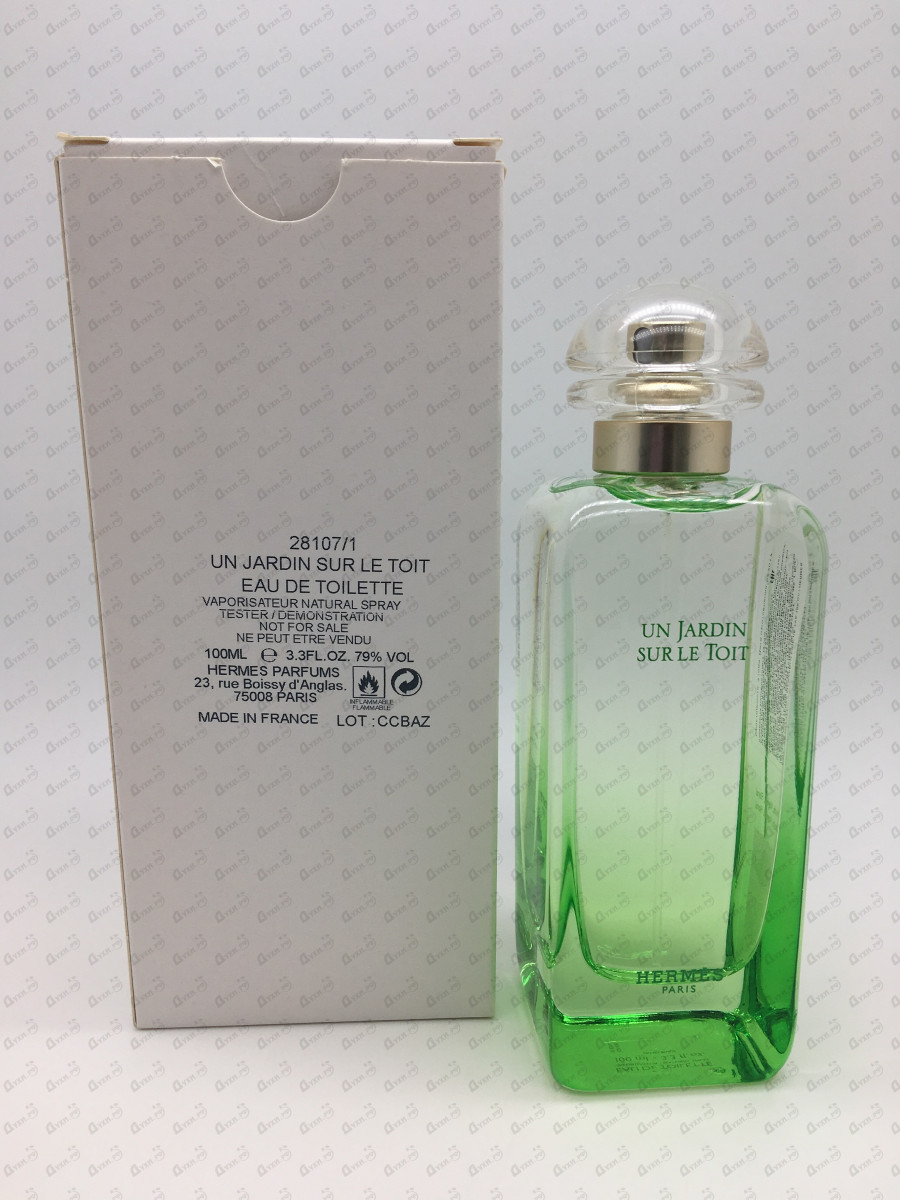 28107/1
UN JARDIN SUR LE TOIT
EAU DE TOILETTE
VAPORISATEUR NATURAL SPRAY
TESTER / DEMONSTRATION
NOT FOR SALE
NE PEUT ETRE VENDU
100ML ℮ 3.3FL.OZ. 79% VOL
HERMES PARFUMS
23, rue Boissy d'Anglas.
75008 PARIS
INFLAMMABLE
FLAMMABLE
MADE IN FRANCE LOT : CCBAZ
UN JARDIN
SUR LE TOIT
HERMÈS
PARIS